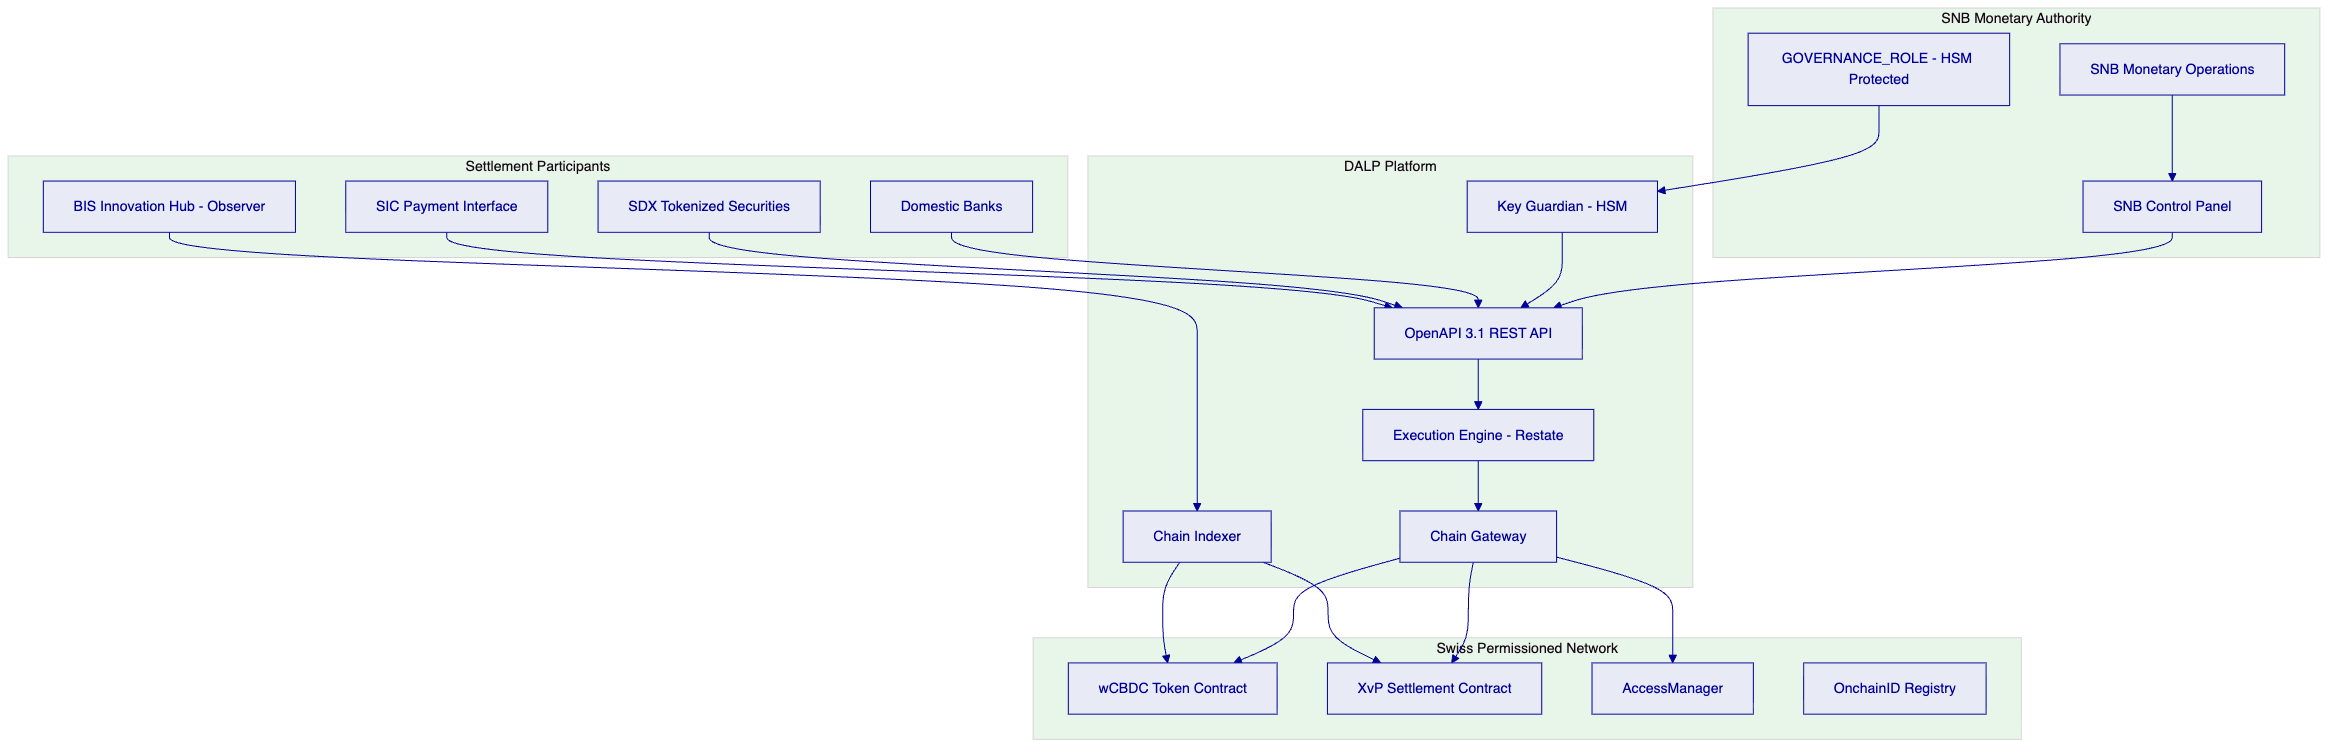 SNB Monetary Authority
GOVERNANCE_ROLE - HSM
Protected
SNB Monetary Operations
SNB Control Panel
Settlement Participants
BIS Innovation Hub - Observer
SIC Payment Interface
SDX Tokenized Securities
Domestic Banks
DALP Platform
Key Guardian - HSM
OpenAPI 3.1 REST API
Execution Engine - Restate
Chain Indexer
Chain Gateway
Swiss Permissioned Network
wCBDC Token Contract
XvP Settlement Contract
AccessManager
OnchainID Registry